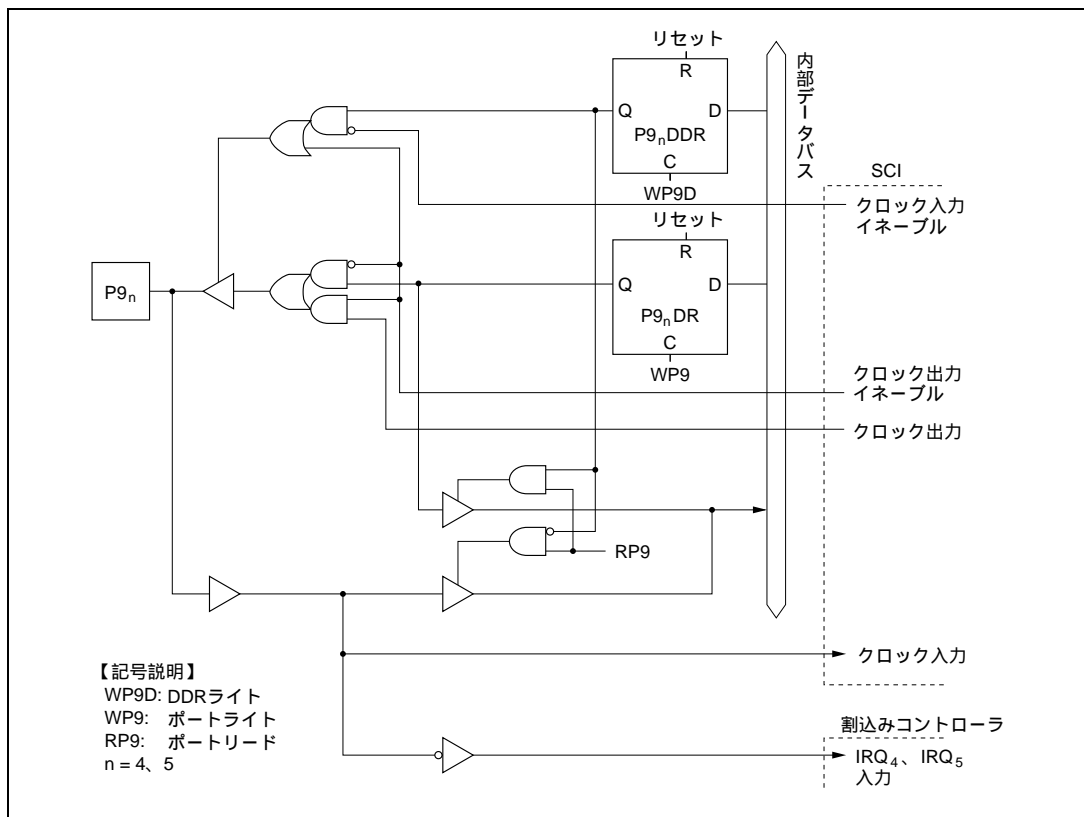 リセット
R
Q
D
P9nDDR
C
WP9D
内部データバス
SCI
クロック入力
イネーブル
リセット
R
Q
D
P9nDR
C
WP9
P9n
クロック出力
イネーブル
クロック出力
RP9
クロック入力
【記号説明】
WP9D: DDRライト
WP9: ポートライト
RP9: ポートリード
n = 4、5
割込みコントローラ
IRQ4、IRQ5
入力